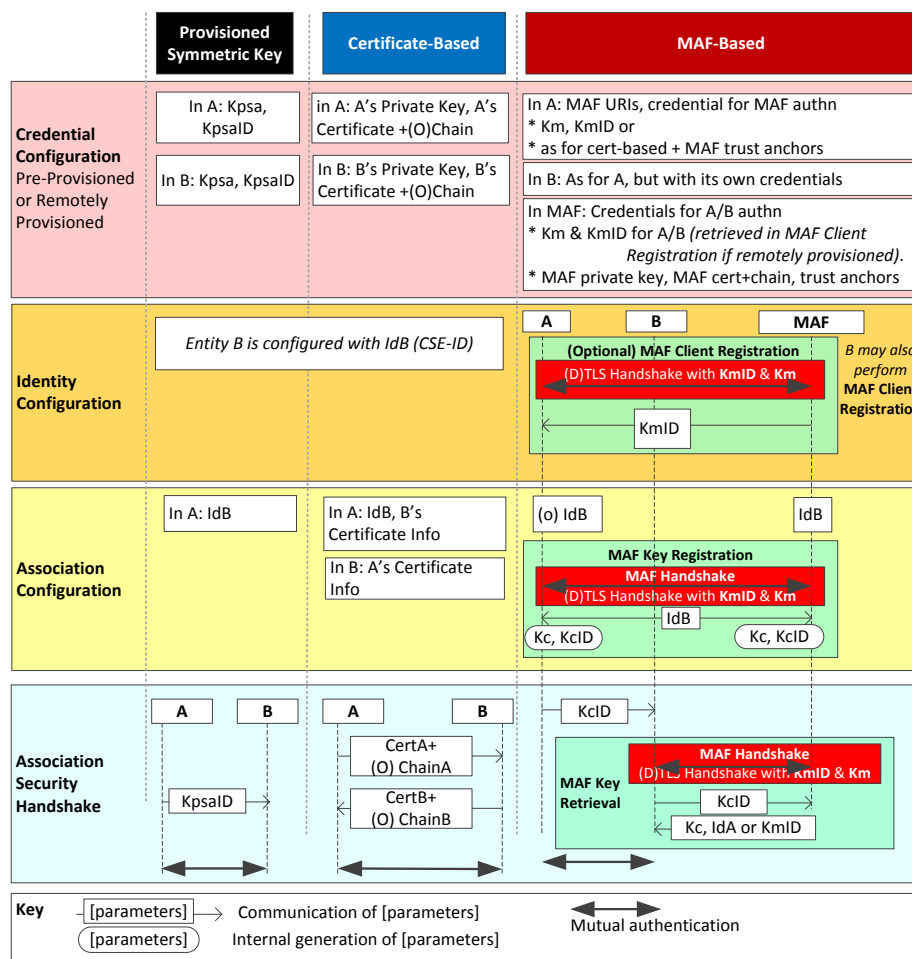 Provisioned
Symmetric Key
Certificate-Based
MAF-Based
Credential
Configuration
Pre-Provisioned
or Remotely
Provisioned
In A: Kpsa,
KpsaID
In B: Kpsa, KpsaID
in A: A's Private Key, A's
Certificate +(O)Chain
In B: B's Private Key, B's
Certificate +(O)Chain
In A: MAF URIs, credential for MAF authn
* Km, KmID or
* as for cert-based + MAF trust anchors
In B: As for A, but with its own credentials
In MAF: Credentials for A/B authn
* Km & KmID for A/B (retrieved in MAF Client
Registration if remotely provisioned).
* MAF private key, MAF cert+chain, trust anchors
Identity
Configuration
Entity B is configured with IdB (CSE-ID)
A
B
MAF
(Optional) MAF Client Registration
(D)TLS Handshake with KmID & Km
KmID
B may also
perform
MAF Clien
Registratio
Association
Configuration
In A: IdB
In A: IdB, B's
Certificate Info
In B: A's Certificate
Info
(o) IdB
IdB
MAF Key Registration
MAF Handshake
(D)TLS Handshake with KmID & Km
IdB
Kc, KcID
Kc, KcID
Association
Security
Handshake
A
B
KpsaID
A
B
CertA+
(O) ChainA
CertB+
(O) ChainB
KcID
MAF Key
Retrieval
MAF Handshake
(D)TLS Handshake with KmID & Km
KcID
Kc, IdA or KmID
Key
[parameters]
Communication of [parameters]
[parameters]
Internal generation of [parameters]
Mutual authentication